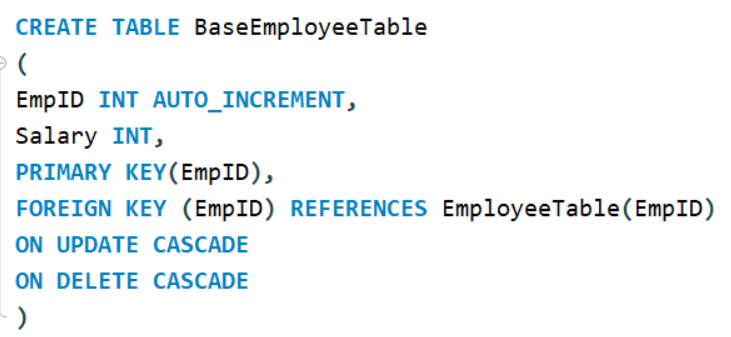 CREATE TABLE BaseEmployeeTable
(
EmpID INT AUTO_INCREMENT,
Salary INT,
PRIMARY KEY(EmpID),
FOREIGN KEY (EmpID) REFERENCES EmployeeTable(EmpID)
ON UPDATE CASCADE
ON DELETE CASCADE
)